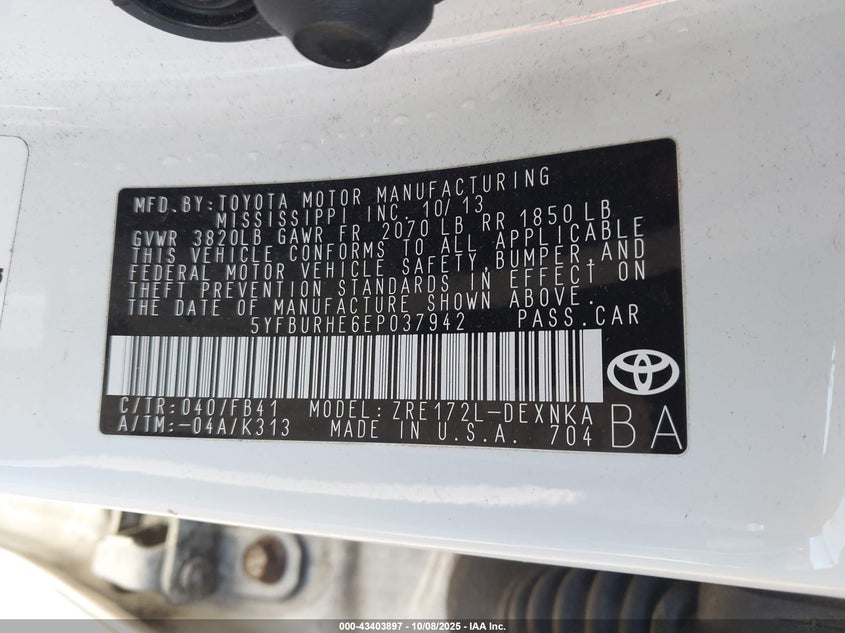 MFD. BY: TOYOTA MOTOR MANUFACTURING
MISSISSIPPI INC. 10/13
GVWR 3820LB GAWR FR 2070 LB RR 1850 LB
THIS VEHICLE CONFORMS TO ALL APPLICABLE
FEDERAL MOTOR VEHICLE SAFETY, BUMPER, AND
THEFT PREVENTION STANDARDS IN EFFECT ON
THE DATE OF MANUFACTURE SHOWN ABOVE.
5YFBURHE6EP037942 PASS. CAR
C/TR: 040/FB41 MODEL: ZRE172L-DEXNKA
A/TM: -04A/K313 MADE IN U.S.A. 704
BA
000-43403897 - 10/08/2025 - IAA Inc.